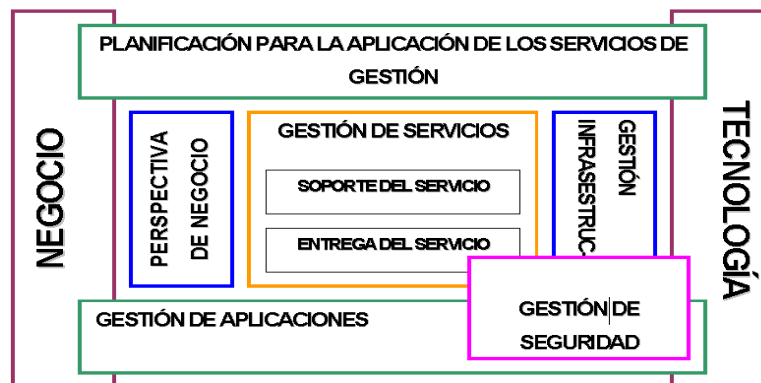 PLANIFICACIÓN PARA LA APLICACIÓN DE LOS SERVICIOS DE
GESTIÓN
NEGOCIO
PERSPECTIVA
DE NEGOCIO
GESTIÓN DE SERVICIOS
SOPORTE DEL SERVICIO
ENTREGA DEL SERVICIO
GESTIÓN
INFRASESTRUC-
TECNOLOGÍA
GESTIÓN DE APLICACIONES
GESTIÓN DE
SEGURIDAD